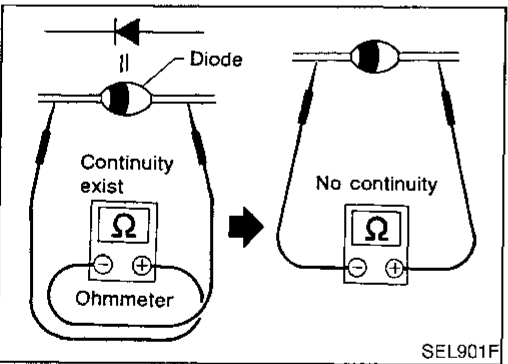 Diode
Continuity
exist
Ω
⊖ ⊕
Ohmmeter
No continuity
Ω
⊖ ⊕
SEL901F